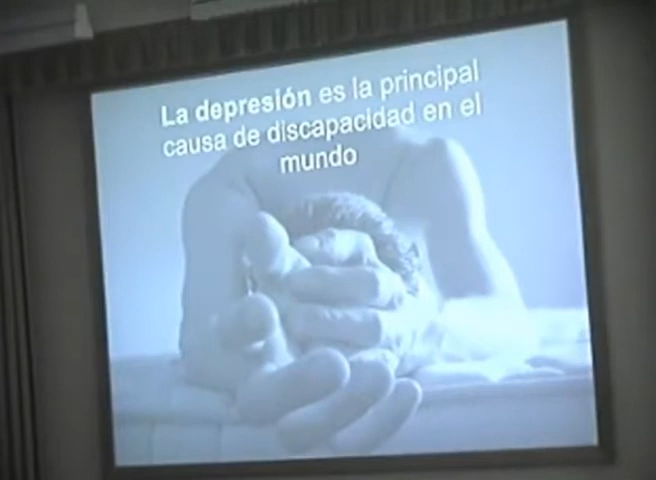 La depresión es la principal
causa de discapacidad en el
mundo